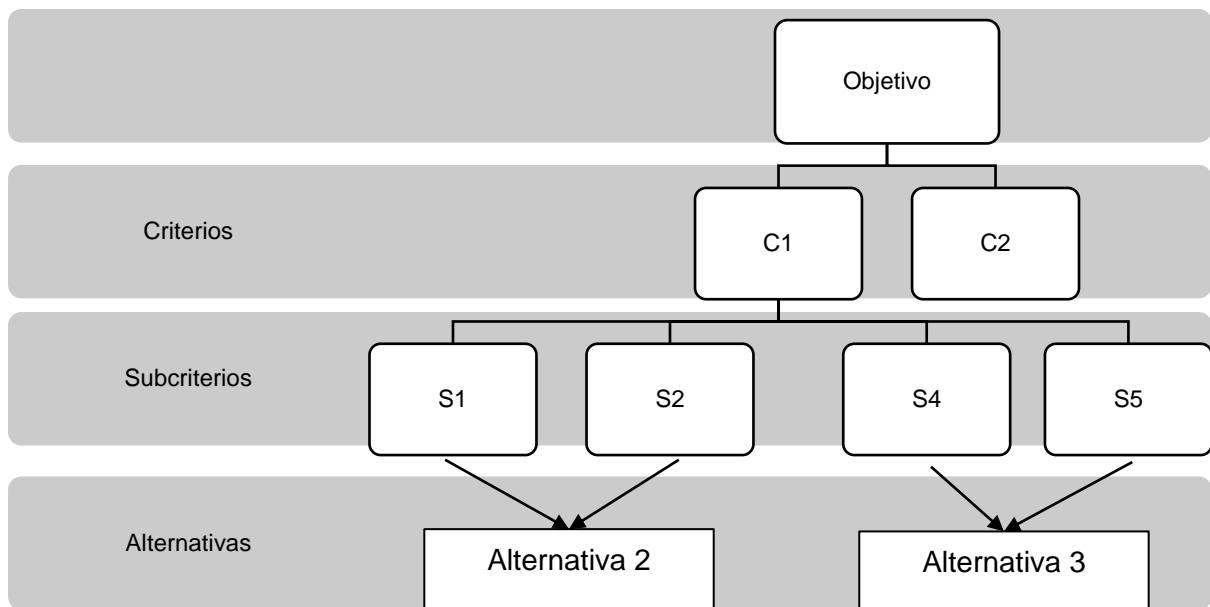 Objetivo
Criterios
C1
C2
Subcriterios
S1
S2
S4
S5
Alternativas
Alternativa 2
Alternativa 3